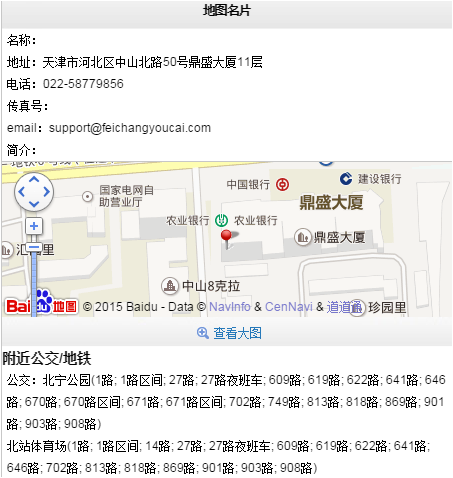 地图名片
名称：
地址：天津市河北区中山北路50号鼎盛大厦11层
电话：022-58779856
传真号：
email：support@feichangyoucai.com
简介：
中国银行
建设银行
国家电网自
助营业厅
鼎盛大厦
农业银行 农业银行
鼎盛大厦
中山8克拉
珍园里
Baidu 地图 © 2015 Baidu - Data © NavInfo & CenNavi & 道道通
查看大图
附近公交/地铁
公交：北宁公园(1路; 1路区间; 27路; 27路夜班车; 609路; 619路; 622路; 641路; 646
路; 670路; 670路区间; 671路; 671路区间; 702路; 749路; 813路; 818路; 869路; 901
路; 903路; 908路)
北站体育场(1路; 1路区间; 14路; 27路; 27路夜班车; 609路; 619路; 622路; 641路;
646路; 702路; 813路; 818路; 869路; 901路; 903路; 908路)